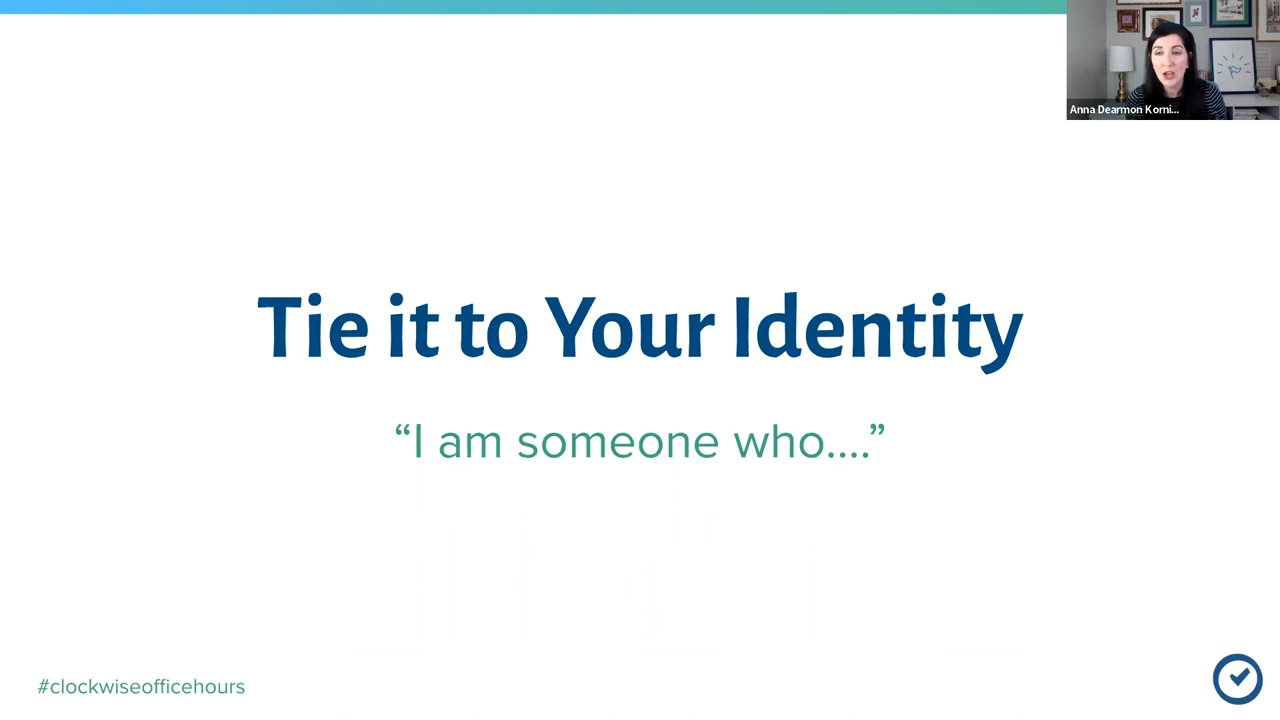 Anna Dearmon Korni...
Tie it to Your Identity
“I am someone who....”
#clockwiseofficehours